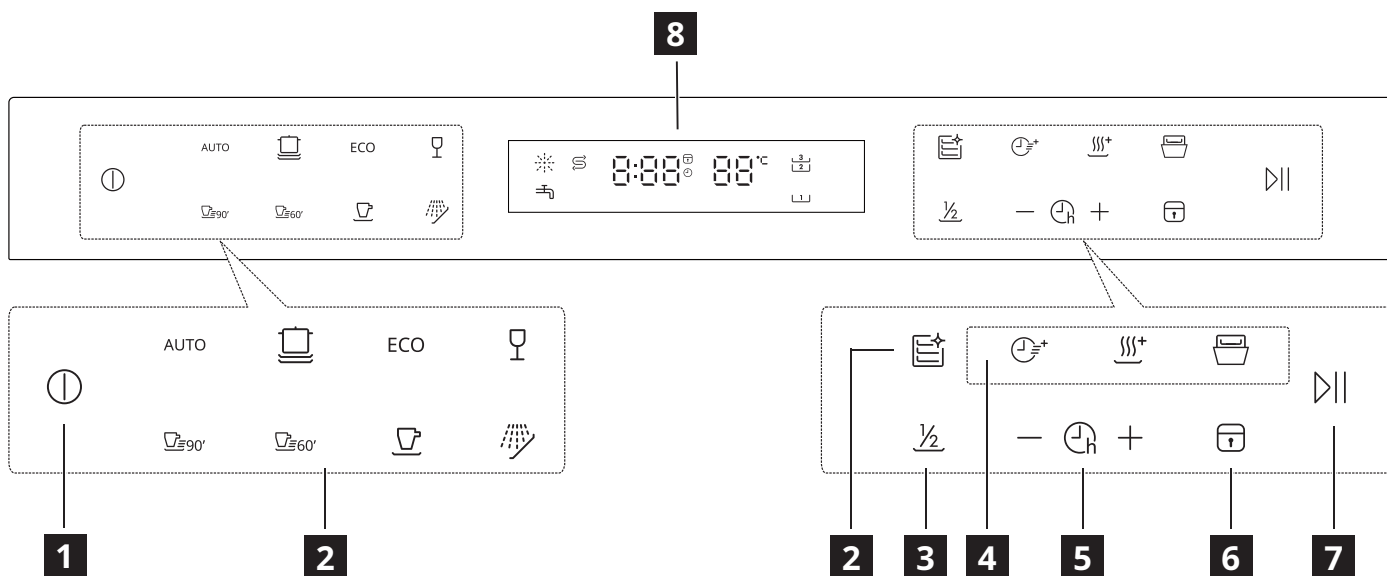 8
AUTO ECO
8:88 88 °C 3
2
90' 60' 1
½ − h +
AUTO ECO
90' 60'
½ − h +
1 2 2 3 4 5 6 7